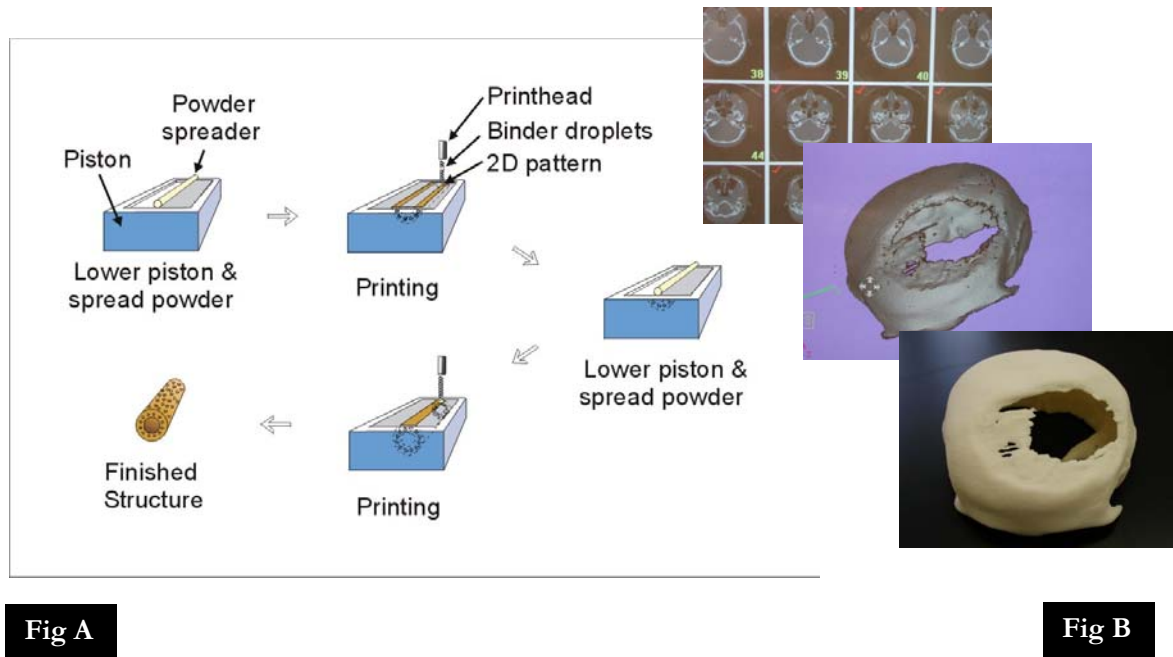 Powder
spreader
Piston
Lower piston &
spread powder
Printhead
Binder droplets
2D pattern
Printing
Lower piston &
spread powder
Printing
Finished
Structure
38
39
40
44
Fig A
Fig B